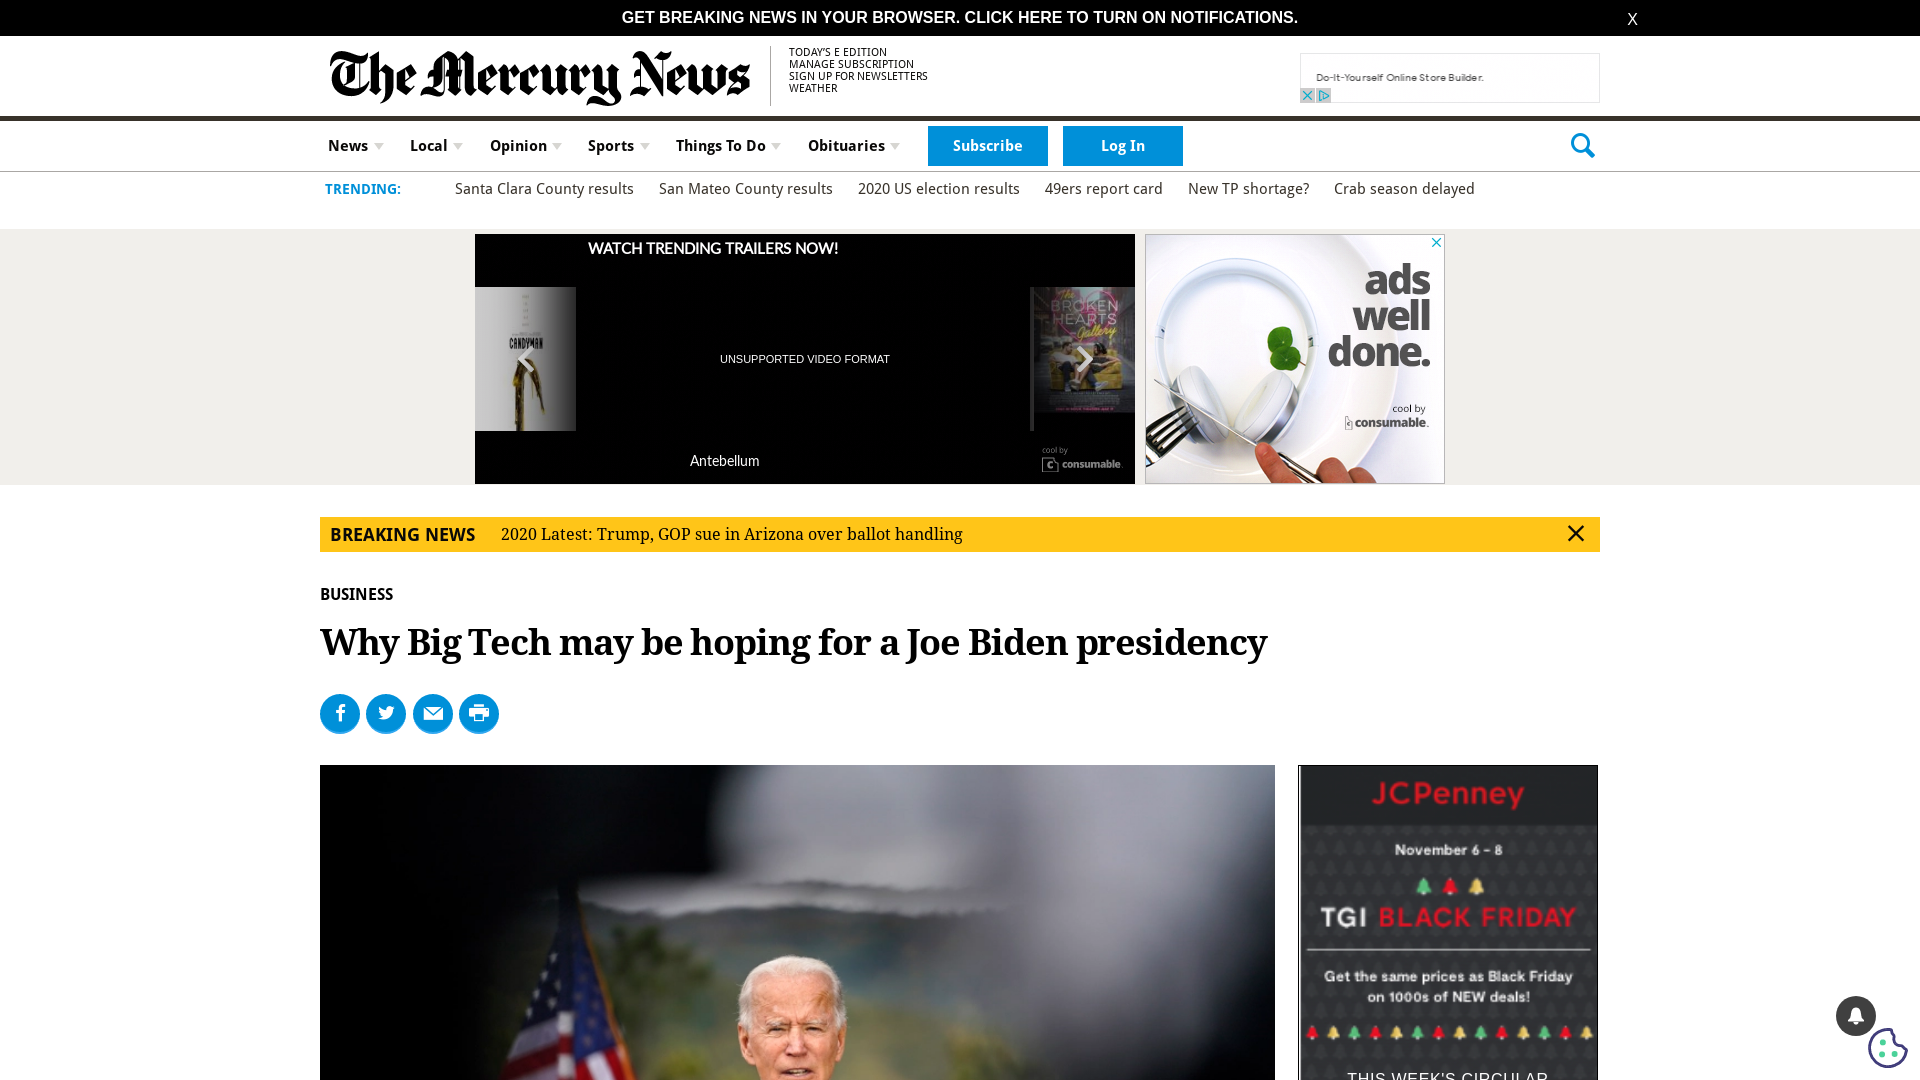 GET BREAKING NEWS IN YOUR BROWSER. CLICK HERE TO TURN ON NOTIFICATIONS.
X
The Mercury News
TODAY'S E EDITION
MANAGE SUBSCRIPTION
SIGN UP FOR NEWSLETTERS
WEATHER
Do-It-Yourself Online Store Builder.
News Local Opinion Sports Things To Do Obituaries Subscribe Log In
TRENDING: Santa Clara County results San Mateo County results 2020 US election results 49ers report card New TP shortage? Crab season delayed
WATCH TRENDING TRAILERS NOW!
CANDYMAN
UNSUPPORTED VIDEO FORMAT
The
BROKEN
HEARTS
Gallery
Antebellum
cool by
consumable.
ads
well
done.
cool by
consumable.
BREAKING NEWS 2020 Latest: Trump, GOP sue in Arizona over ballot handling
BUSINESS
Why Big Tech may be hoping for a Joe Biden presidency
JCPenney
November 6 - 8
TGI BLACK FRIDAY
Get the same prices as Black Friday
on 1000s of NEW deals!
THIS WEEK'S CIRCULAR